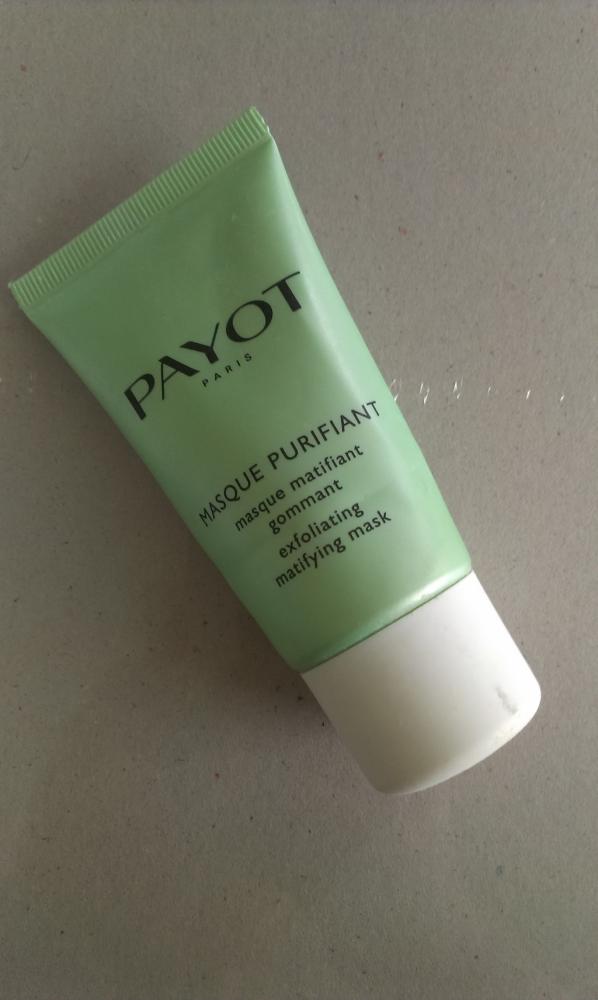 PAYOT
PARIS
MASQUE PURIFIANT
masque matifiant
gommant
exfoliating
matifying mask